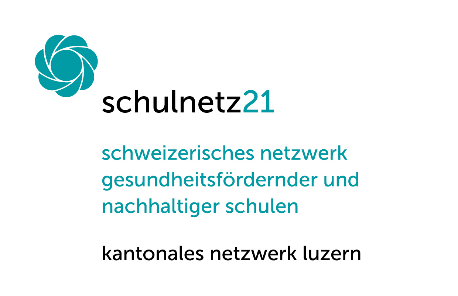 schulnetz21
schweizerisches netzwerk
gesundheitsfördernder und
nachhaltiger schulen
kantonales netzwerk luzern